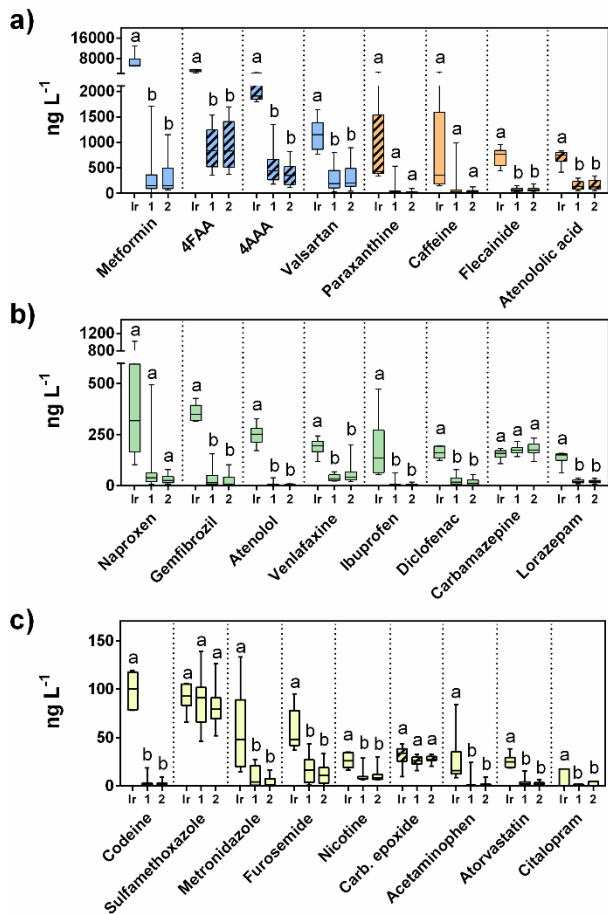 a)
ng L⁻¹
16000
8000
2000
1500
1000
500
0
a b b a b b a b b a b b a a a a a a a b b a b b
Ir 1 2 Ir 1 2 Ir 1 2 Ir 1 2 Ir 1 2 Ir 1 2 Ir 1 2 Ir 1 2
Metformin
4FAA
4AAA
Valsartan
Paraxanthine
Caffeine
Flecainide
Atenololic acid
b)
ng L⁻¹
1200
800
500
250
0
a a a a b b a b b a b b a b b a b b a a a a b b
Ir 1 2 Ir 1 2 Ir 1 2 Ir 1 2 Ir 1 2 Ir 1 2 Ir 1 2 Ir 1 2
Naproxen
Gemfibrozil
Atenolol
Venlafaxine
Ibuprofen
Diclofenac
Carbamazepine
Lorazepam
c)
ng L⁻¹
150
100
50
0
a b b a a a a b b a b b a b b a a a a b b a b b a b b
Ir 1 2 Ir 1 2 Ir 1 2 Ir 1 2 Ir 1 2 Ir 1 2 Ir 1 2 Ir 1 2 Ir 1 2
Codeine
Sulfamethoxazole
Metronidazole
Furosemide
Nicotine
Carb. epoxide
Acetaminophen
Atorvastatin
Citalopram